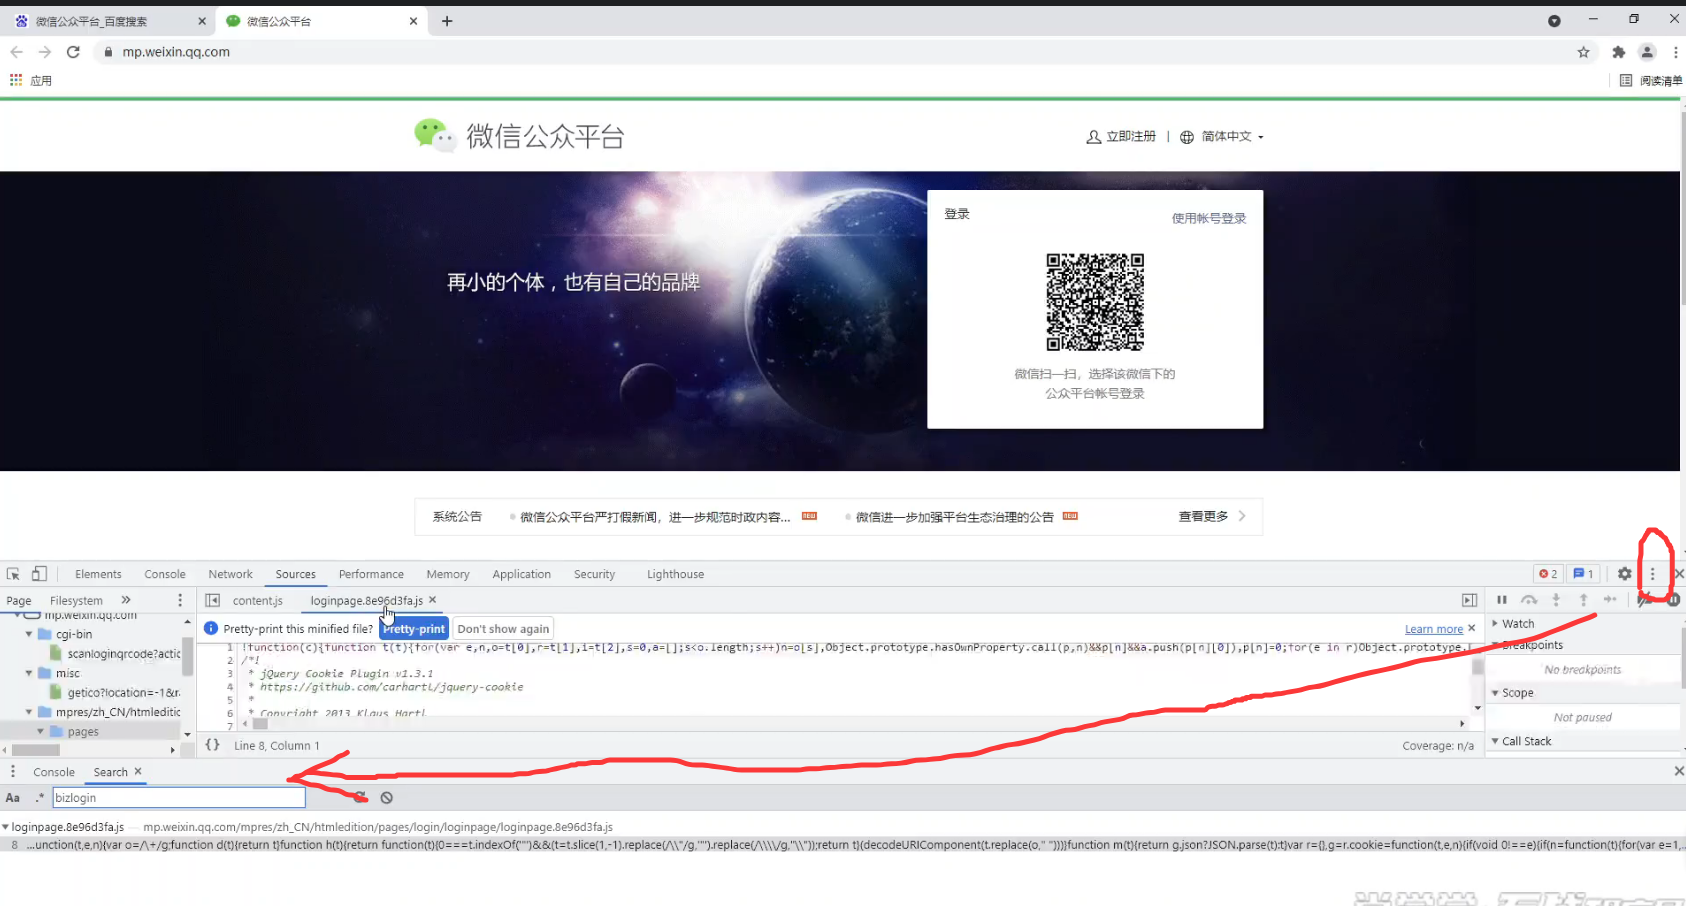 微信公众平台_百度搜索
微信公众平台
mp.weixin.qq.com
应用
阅读清单
微信公众平台
立即注册 | 简体中文
再小的个体，也有自己的品牌
登录
使用帐号登录
微信扫一扫，选择该微信下的
公众平台帐号登录
系统公告
微信公众平台严打假新闻，进一步规范时政内容... NEW
微信进一步加强平台生态治理的公告 NEW
查看更多
Elements Console Network Sources Performance Memory Application Security Lighthouse
2 1
Page Filesystem »
content.js loginpage.8e96d3fa.js
mp.weixin.qq.com
cgi-bin
scanloginqrcode?actic
misc
getico?location=-1&r
mpres/zh_CN/htmleditic
pages
Pretty-print this minified file? Pretty-print Don't show again
Learn more
1 !function(c){function t(t){for(var e,n,o=t[0],r=t[1],i=t[2],s=0,a=[];s<o.length;s++)n=o[s],Object.prototype.hasOwnProperty.call(p,n)&&p[n]&&a.push(p[n][0]),p[n]=0;for(e in r)Object.prototype.
2 /*!
3 * jQuery Cookie Plugin v1.3.1
4 * https://github.com/carhartl/jquery-cookie
5 *
6 * Copyright 2013 Klaus Hartl
7
{} Line 8, Column 1
Coverage: n/a
Watch
Breakpoints
No breakpoints
Scope
Not paused
Call Stack
Console Search
Aa .* bizlogin
loginpage.8e96d3fa.js — mp.weixin.qq.com/mpres/zh_CN/htmledition/pages/login/loginpage/loginpage.8e96d3fa.js
8 ...unction(t,e,n){var o=/\+/g;function d(t){return t}function h(t){return function(t){0===t.indexOf('"')&&(t=t.slice(1,-1).replace(/\\"/g,'"').replace(/\\\\/g,"\\"));return t}(decodeURIComponent(t.replace(o," ")))}function m(t){return g.json?JSON.parse(t):t}var r={},g=r.cookie=function(t,e,n){if(void 0!==e){if(n=function(t){for(var e=1,...